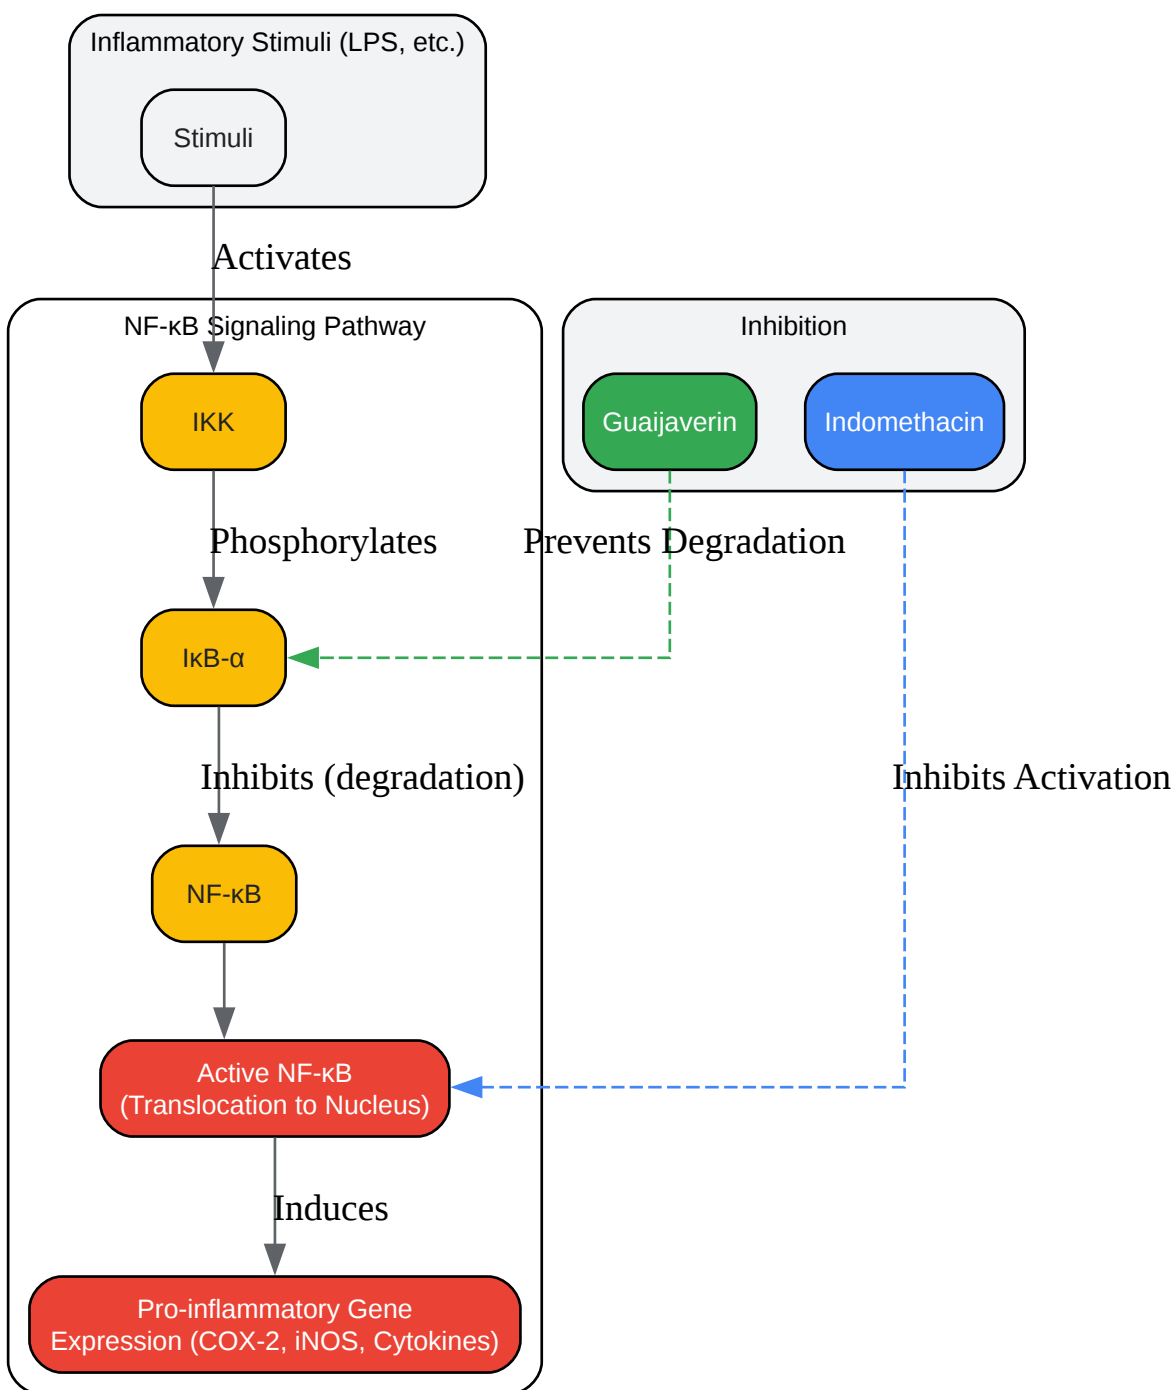 Inflammatory Stimuli (LPS, etc.)
Stimuli
Activates
NF-κB Signaling Pathway
Inhibition
IKK
Guaijaverin
Indomethacin
Phosphorylates
Prevents Degradation
IκB-α
Inhibits (degradation)
Inhibits Activation
NF-κB
Active NF-κB
(Translocation to Nucleus)
Induces
Pro-inflammatory Gene
Expression (COX-2, iNOS, Cytokines)